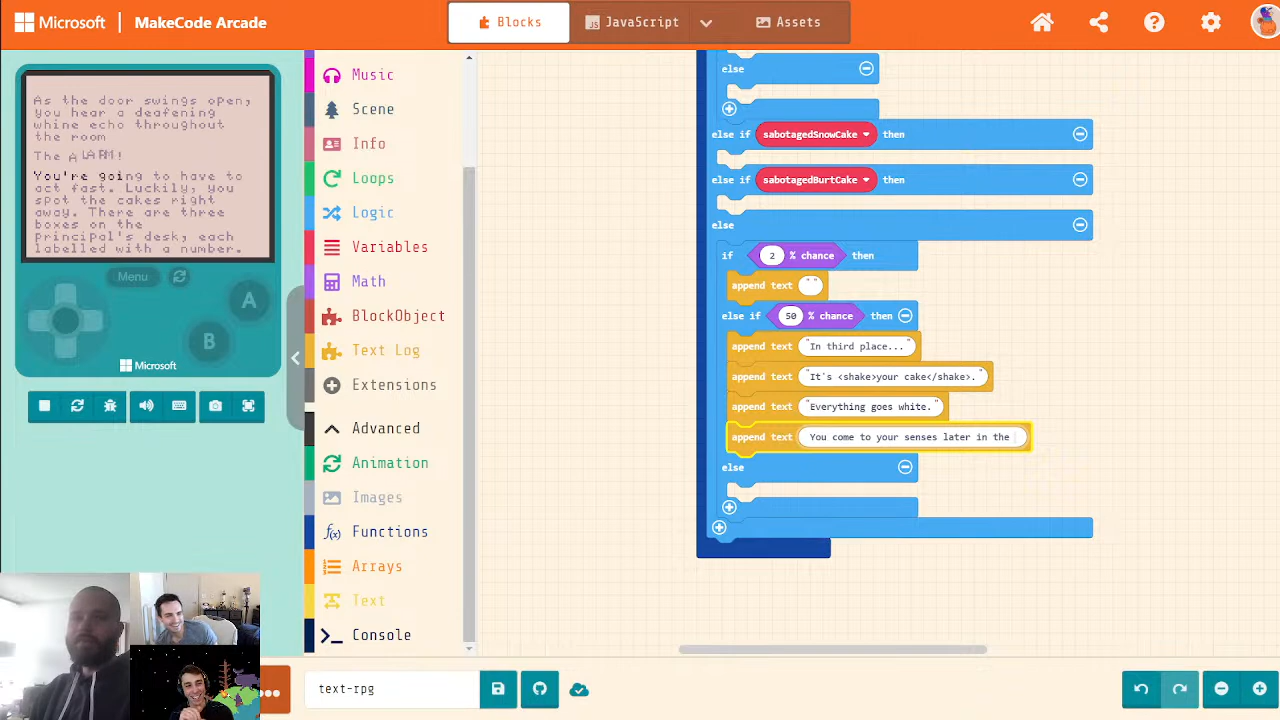 Microsoft | MakeCode Arcade
Blocks
JavaScript
Assets
As the door swings open,
you hear a deafening
whine echo throughout
the room
The ALARM!
You're going to have to
act fast. Luckily, you
spot the cakes right
away. There are three
boxes on the
principal's desk, each
labelled with a number.
Menu
A
B
Microsoft
Music
Scene
Info
Loops
Logic
Variables
Math
BlockObject
Text Log
Extensions
Advanced
Animation
Images
Functions
Arrays
Text
Console
else
else if sabotagedSnowCake then
else if sabotagedBurtCake then
else
if 2 % chance then
append text " "
else if 50 % chance then
append text "In third place..."
append text "It's <shake>your cake</shake>."
append text "Everything goes white."
append text You come to your senses later in the
else
text-rpg